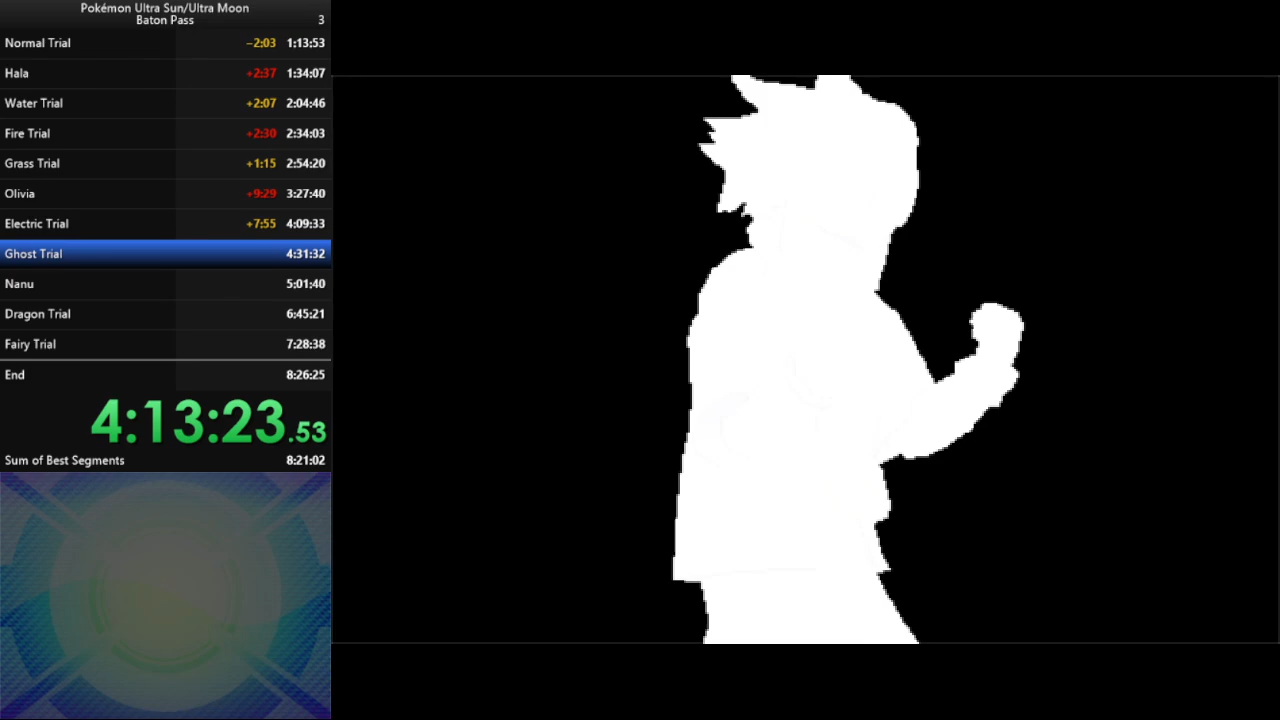 Pokémon Ultra Sun/Ultra Moon
Baton Pass 3
Normal Trial −2:03 1:13:53
Hala +2:37 1:34:07
Water Trial +2:07 2:04:46
Fire Trial +2:30 2:34:03
Grass Trial +1:15 2:54:20
Olivia +9:29 3:27:40
Electric Trial +7:55 4:09:33
Ghost Trial 4:31:32
Nanu 5:01:40
Dragon Trial 6:45:21
Fairy Trial 7:28:38
End 8:26:25
4:13:23.53
Sum of Best Segments 8:21:02